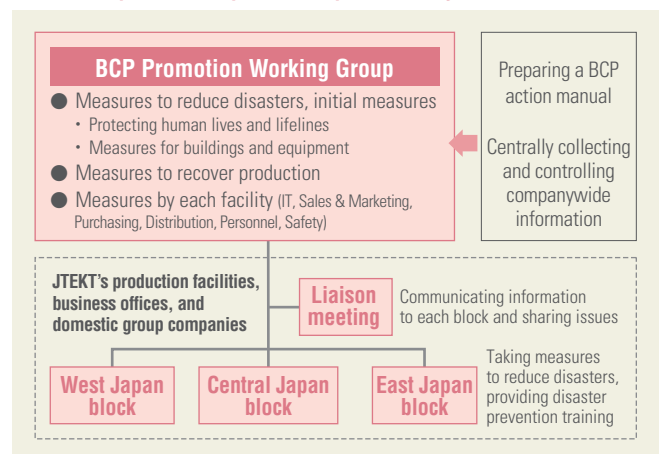 BCP Promotion Working Group
● Measures to reduce disasters, initial measures
・Protecting human lives and lifelines
・Measures for buildings and equipment
● Measures to recover production
● Measures by each facility (IT, Sales & Marketing,
Purchasing, Distribution, Personnel, Safety)
Preparing a BCP
action manual
Centrally collecting
and controlling
companywide
information
JTEKT's production facilities,
business offices, and
domestic group companies
Liaison
meeting
Communicating information
to each block and sharing issues
West Japan
block
Central Japan
block
East Japan
block
Taking measures
to reduce disasters,
providing disaster
prevention training